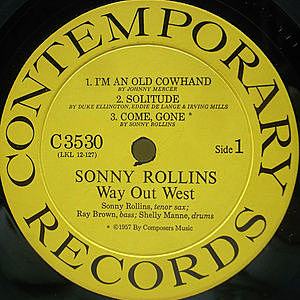 CONTEMPORARY
RECORDS
1. I'M AN OLD COWHAND
BY JOHNNY MERCER
2. SOLITUDE
BY DUKE ELLINGTON, EDDIE DE LANGE & IRVING MILLS
3. COME, GONE *
BY SONNY ROLLINS
C3530
(LKL 12-127)
Side 1
SONNY ROLLINS
Way Out West
Sonny Rollins, tenor sax;
Ray Brown, bass; Shelly Manne, drums
* ©1957 By Composers Music